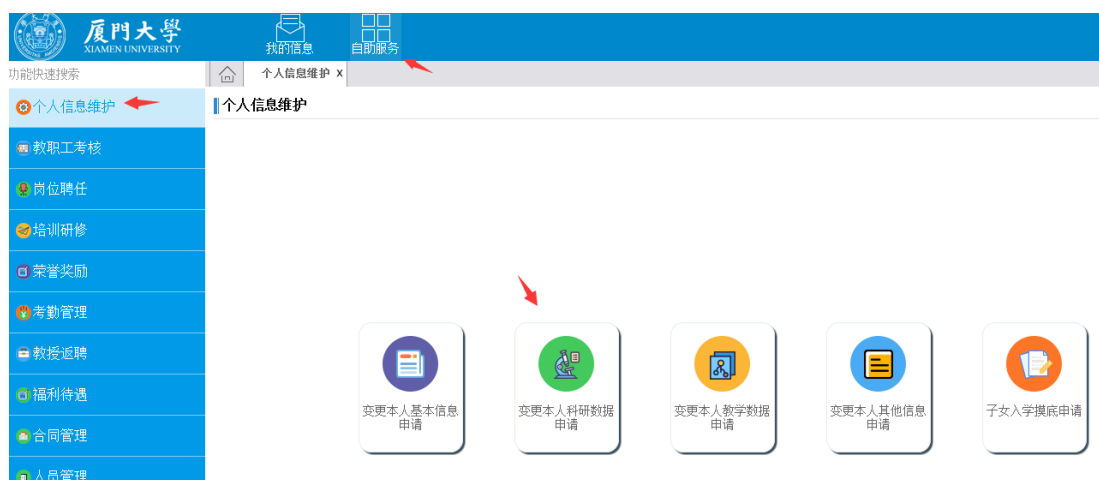 厦門大學
XIAMEN UNIVERSITY
我的信息
自助服务
功能快速搜索
个人信息维护 x
个人信息维护
个人信息维护
教职工考核
岗位聘任
培训研修
荣誉奖励
考勤管理
教授返聘
福利待遇
合同管理
人员管理
变更本人基本信息
申请
变更本人科研数据
申请
变更本人教学数据
申请
变更本人其他信息
申请
子女入学摸底申请